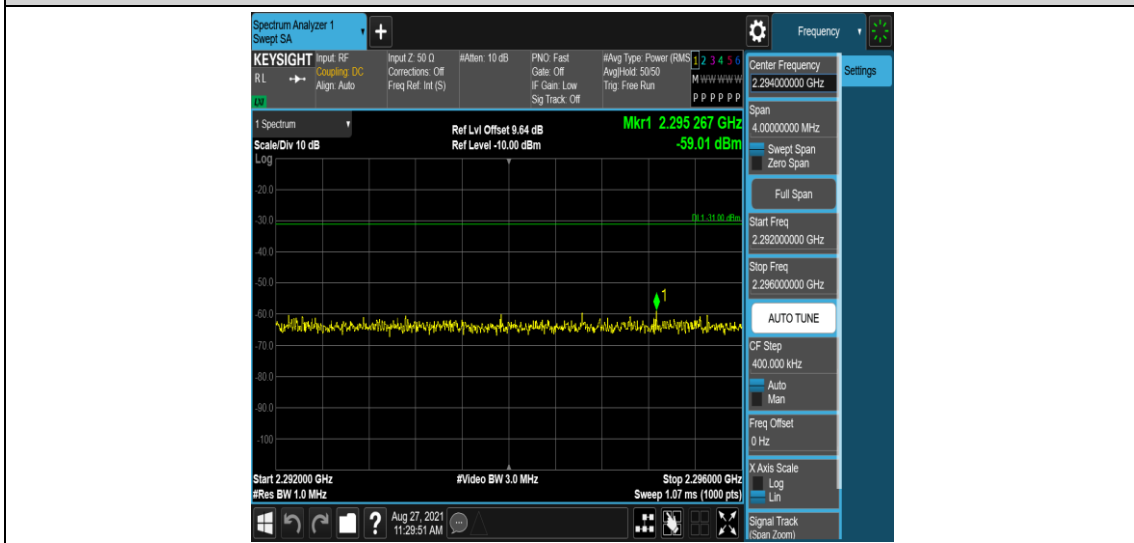 Spectrum Analyzer 1
Swept SA
+
Frequency
KEYSIGHT
RL
LXI
Input: RF
Coupling: DC
Align: Auto
Input Z: 50 Ω
Corrections: Off
Freq Ref: Int (S)
#Atten: 10 dB
PNO: Fast
Gate: Off
IF Gain: Low
Sig Track: Off
#Avg Type: Power (RMS
Avg|Hold: 50/50
Trig: Free Run
1 2 3 4 5 6
M W W W W W
P P P P P P
1 Spectrum
Scale/Div 10 dB
Log
Ref Lvl Offset 9.64 dB
Ref Level -10.00 dBm
Mkr1 2.295 267 GHz
-59.01 dBm
-20.0
-30.0
DL1 -31.00 dBm
-40.0
-50.0
1
-60.0
-70.0
-80.0
-90.0
-100
Start 2.292000 GHz
#Res BW 1.0 MHz
#Video BW 3.0 MHz
Stop 2.296000 GHz
Sweep 1.07 ms (1000 pts)
?
Aug 27, 2021
11:29:51 AM
Center Frequency
2.294000000 GHz
Settings
Span
4.00000000 MHz
Swept Span
Zero Span
Full Span
Start Freq
2.292000000 GHz
Stop Freq
2.296000000 GHz
AUTO TUNE
CF Step
400.000 kHz
Auto
Man
Freq Offset
0 Hz
X Axis Scale
Log
Lin
Signal Track
(Span Zoom)